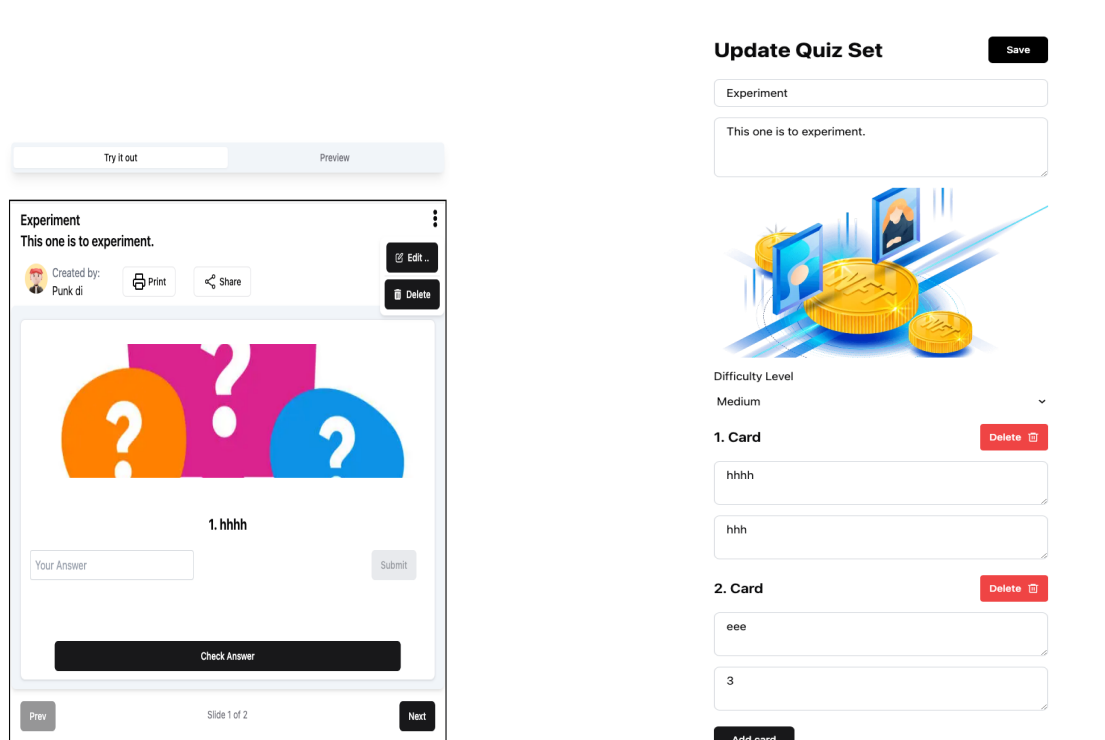 Try it out
Preview
Experiment
This one is to experiment.
Edit ..
Created by:
Punk di
Print
Share
Delete
1. hhhh
Your Answer
Submit
Check Answer
Prev
Slide 1 of 2
Next
Update Quiz Set
Save
Experiment
This one is to experiment.
NFT
NFT
Difficulty Level
Medium
1. Card
Delete
hhhh
hhh
2. Card
Delete
eee
3
Add card